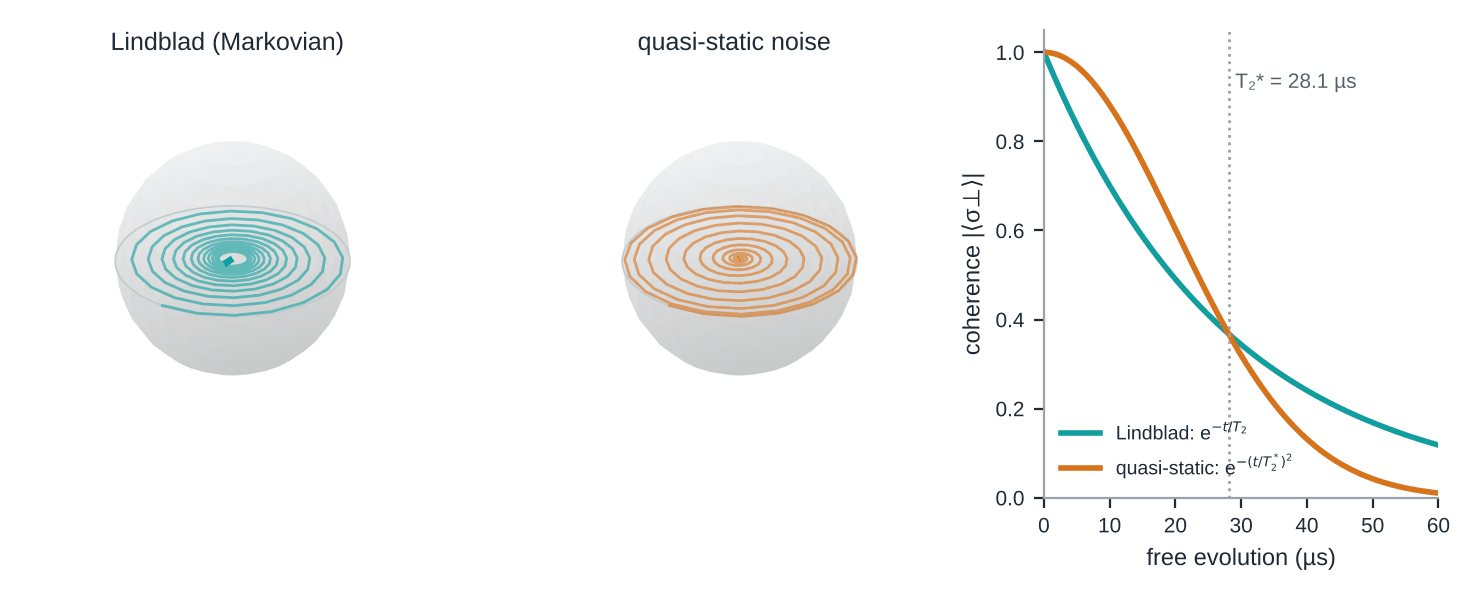 Lindblad (Markovian)
quasi-static noise
T₂* = 28.1 µs
coherence |⟨σ⊥⟩|
1.0
0.8
0.6
0.4
0.2
0.0
Lindblad: e^{−t/T₂}
quasi-static: e^{−(t/T₂^*)²}
0 10 20 30 40 50 60
free evolution (µs)